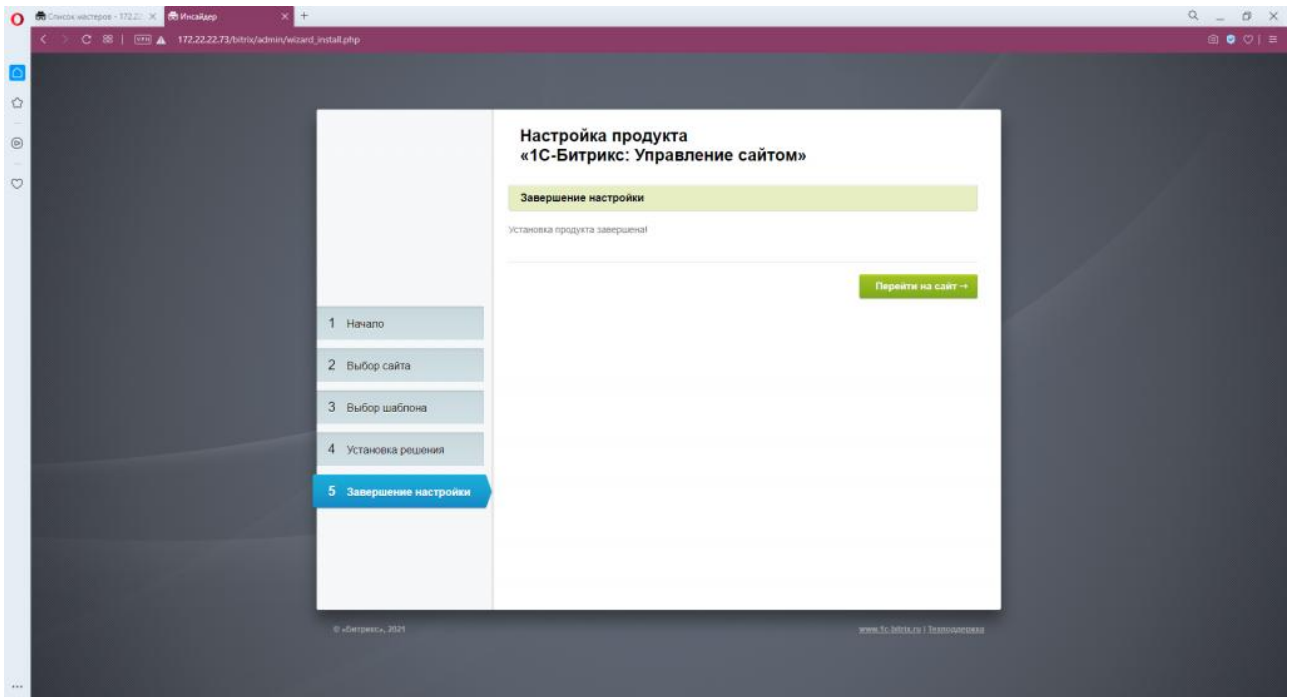 Список мастеров - 172.22
Инсайдер
VPN
172.22.22.73/bitrix/admin/wizard_install.php
Настройка продукта
«1С-Битрикс: Управление сайтом»
Завершение настройки
Установка продукта завершена!
Перейти на сайт →
1 Начало
2 Выбор сайта
3 Выбор шаблона
4 Установка решения
5 Завершение настройки
© «Битрикс», 2021
www.1c-bitrix.ru | Техподдержка